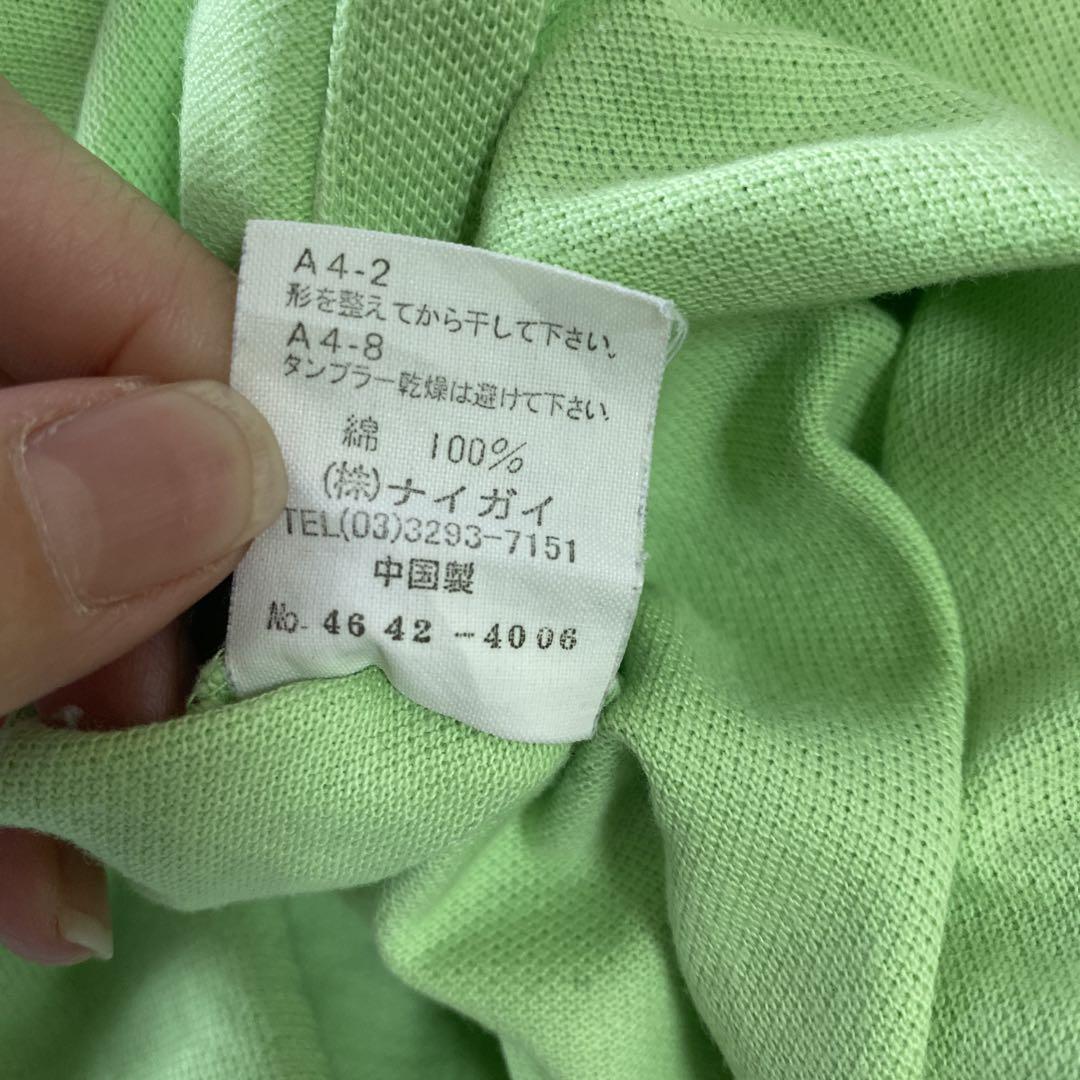 A4-2
形を整えてから干して下さい。
A4-8
タンブラー乾燥は避けて下さい。
綿 100%
(株)ナイガイ
TEL(03)3293-7151
中国製
No. 4642-4006